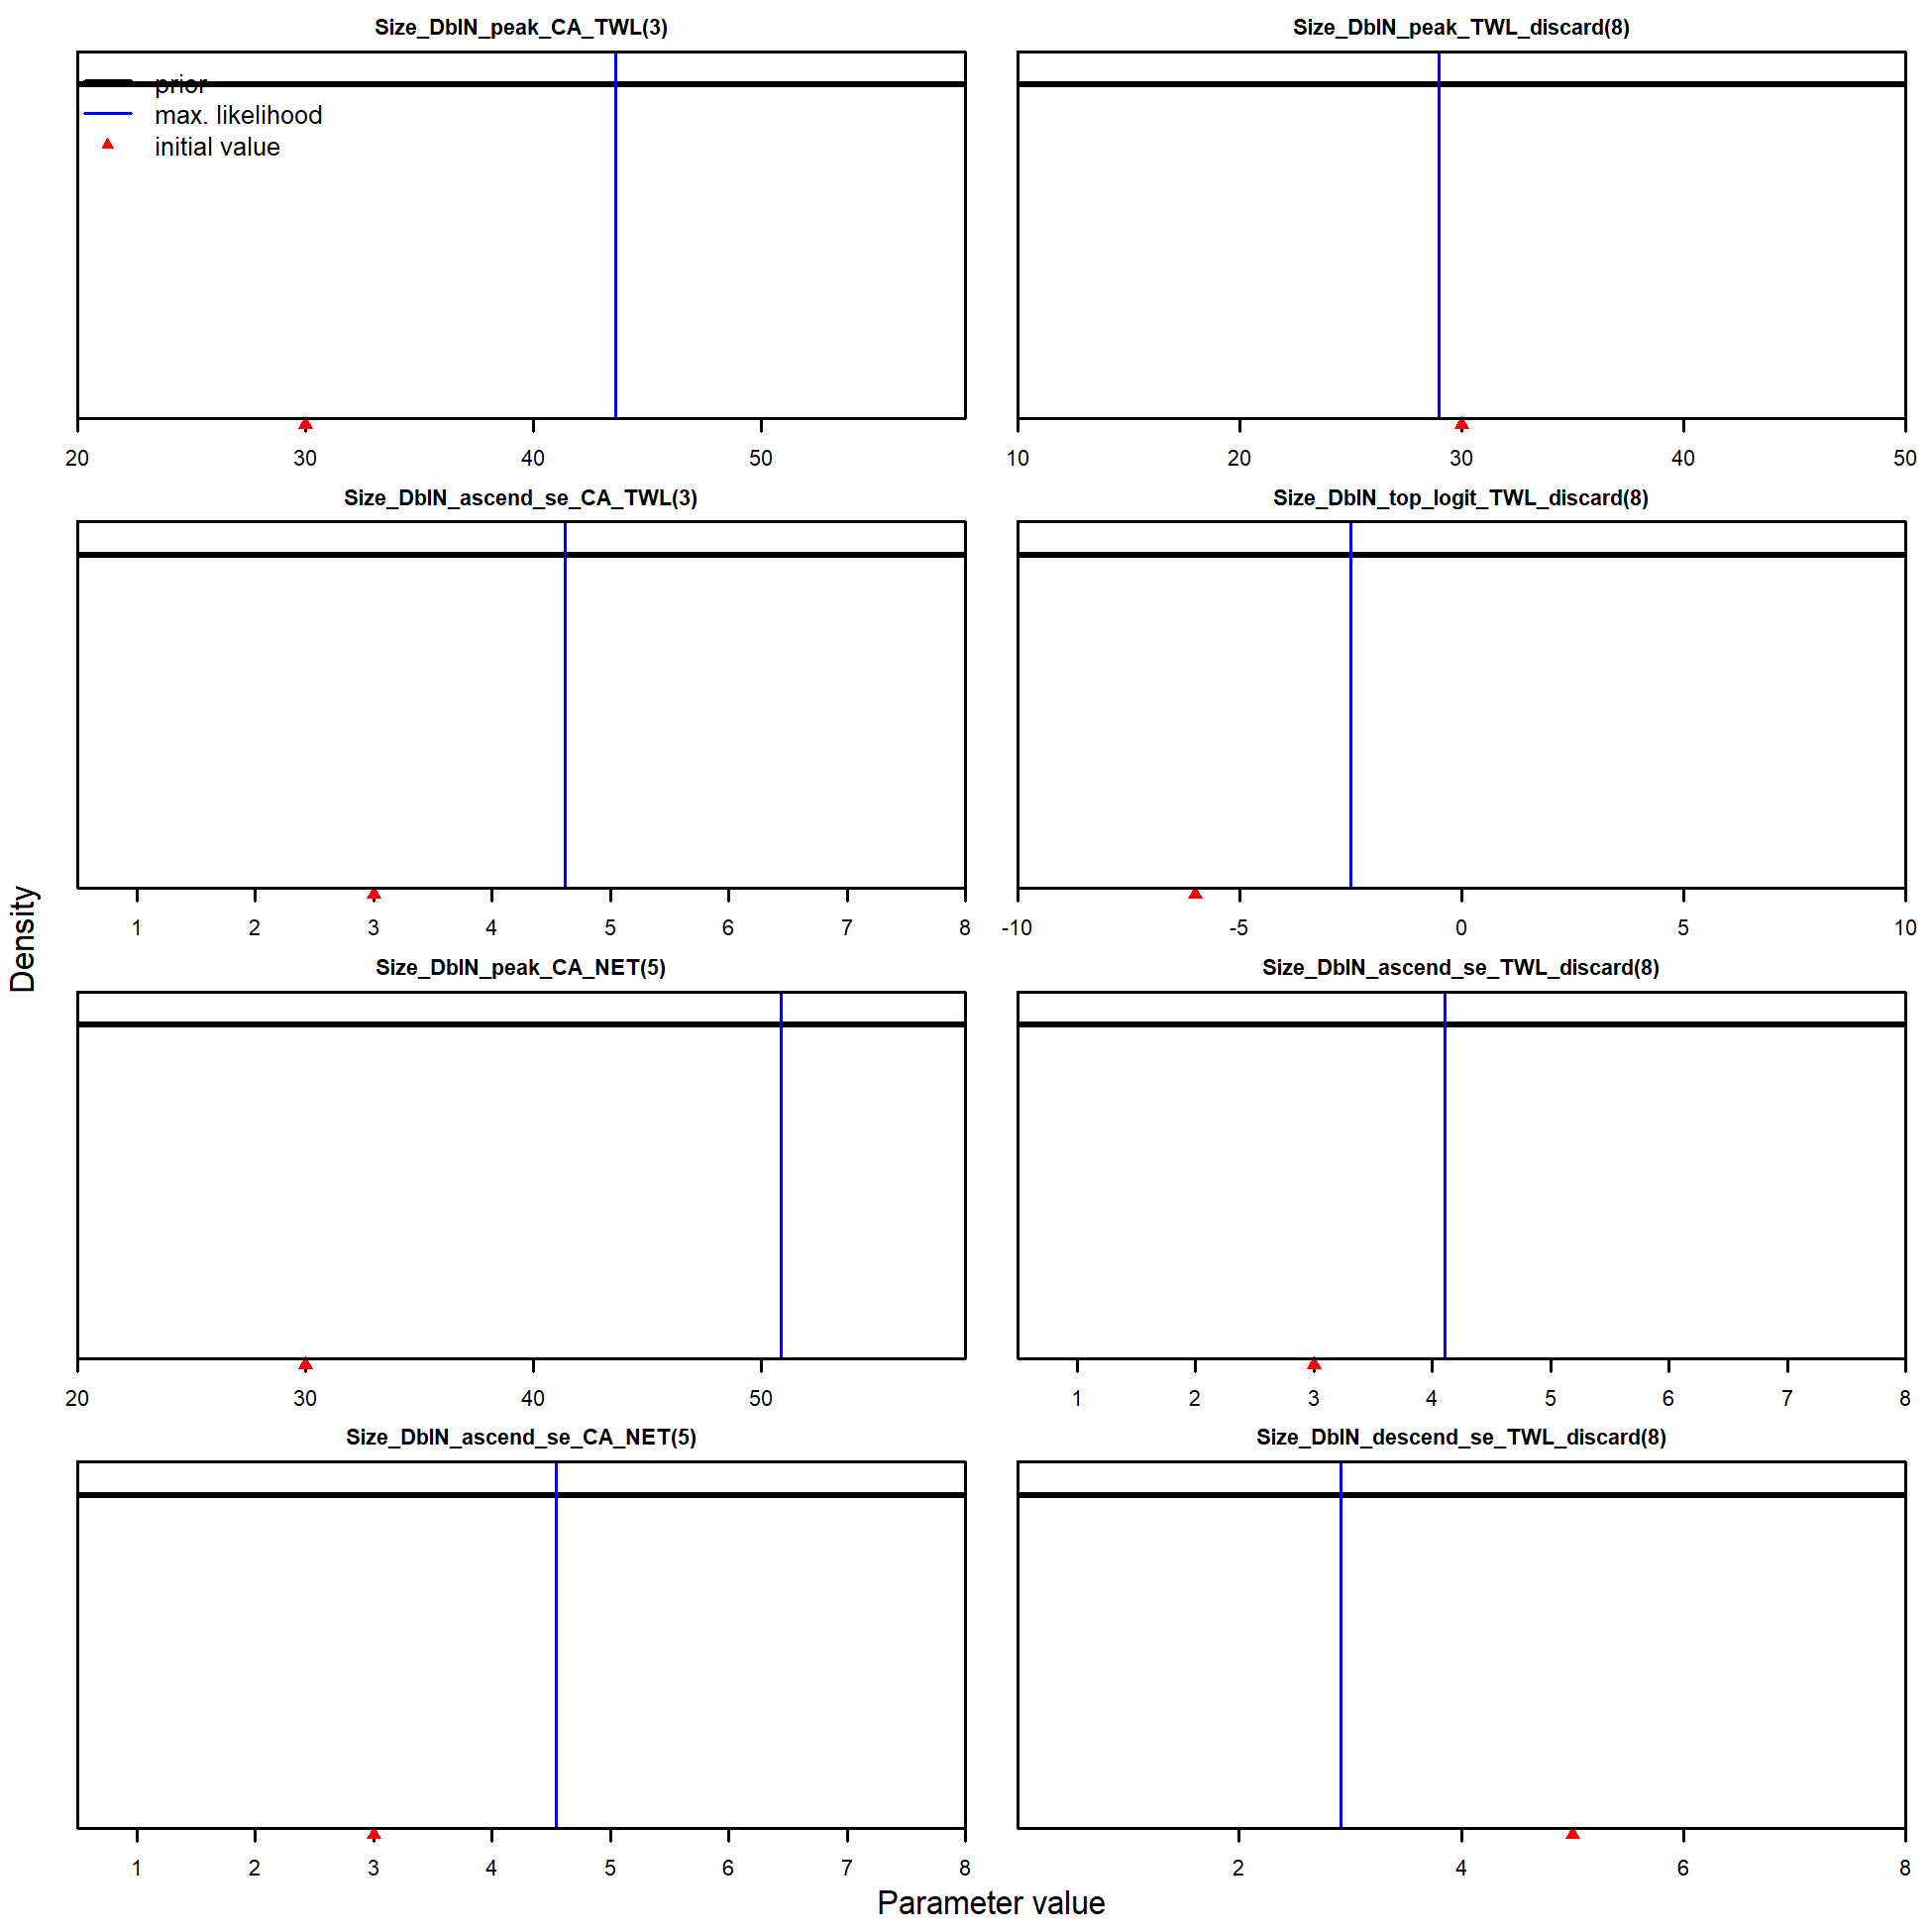 Size_DblN_peak_CA_TWL(3)
prior
max. likelihood
initial value
20 30 40 50
Size_DblN_peak_TWL_discard(8)
10 20 30 40 50
Size_DblN_ascend_se_CA_TWL(3)
1 2 3 4 5 6 7 8
Size_DblN_top_logit_TWL_discard(8)
-10 -5 0 5 10
Size_DblN_peak_CA_NET(5)
20 30 40 50
Size_DblN_ascend_se_TWL_discard(8)
1 2 3 4 5 6 7 8
Size_DblN_ascend_se_CA_NET(5)
1 2 3 4 5 6 7 8
Size_DblN_descend_se_TWL_discard(8)
2 4 6 8
Density
Parameter value